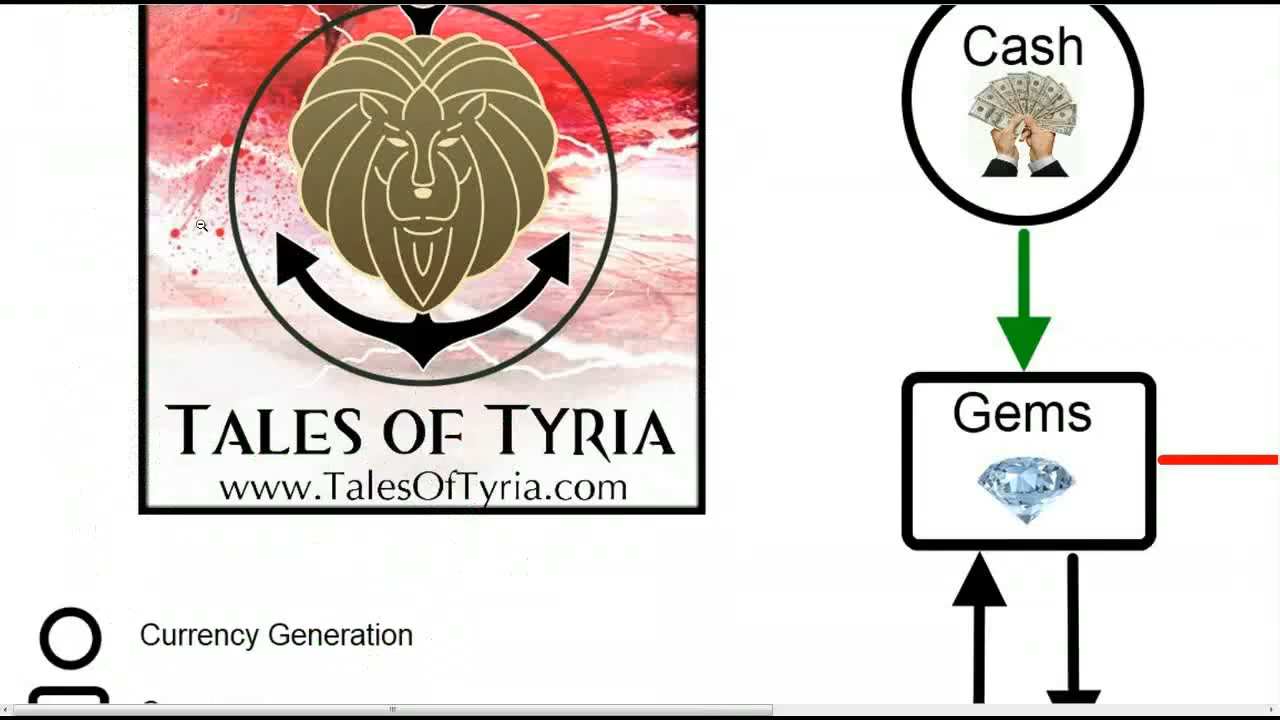 Cash
Gems
TALES OF TYRIA
www.TalesOfTyria.com
Currency Generation